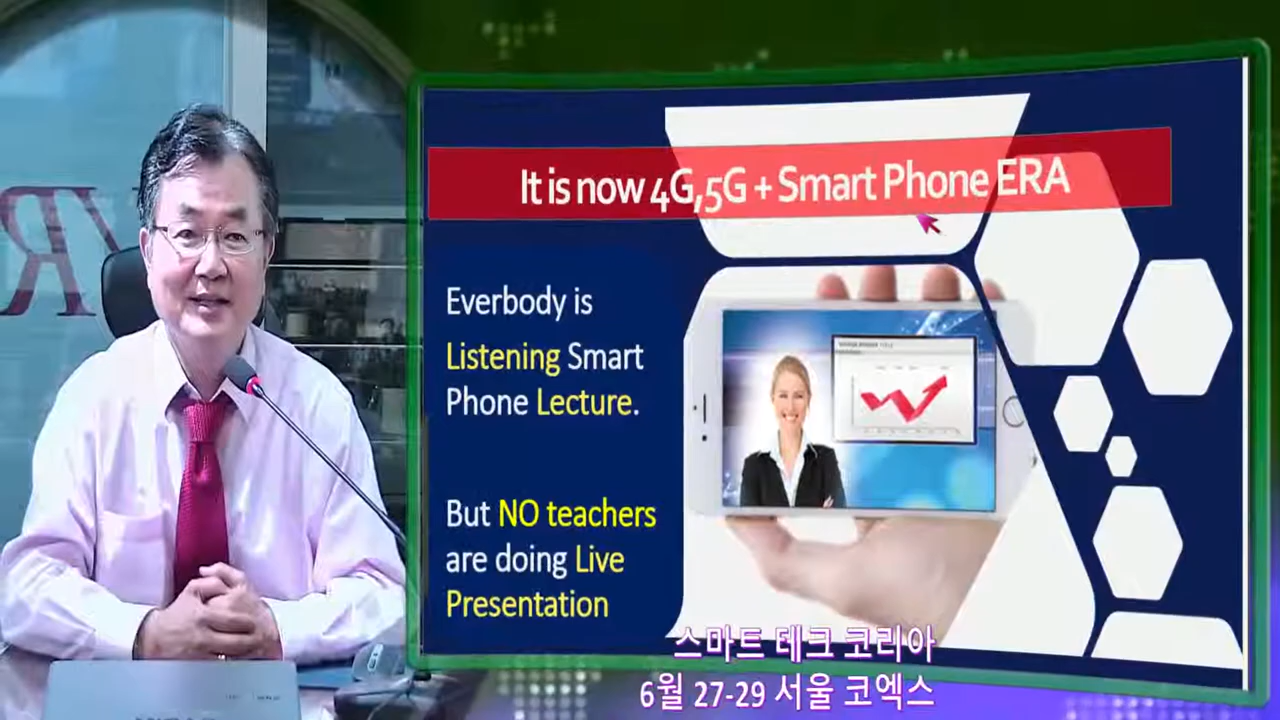 It is now 4G,5G + Smart Phone ERA
Everbody is
Listening Smart
Phone Lecture.
But NO teachers
are doing Live
Presentation
스마트 테크 코리아
6월 27-29 서울 코엑스